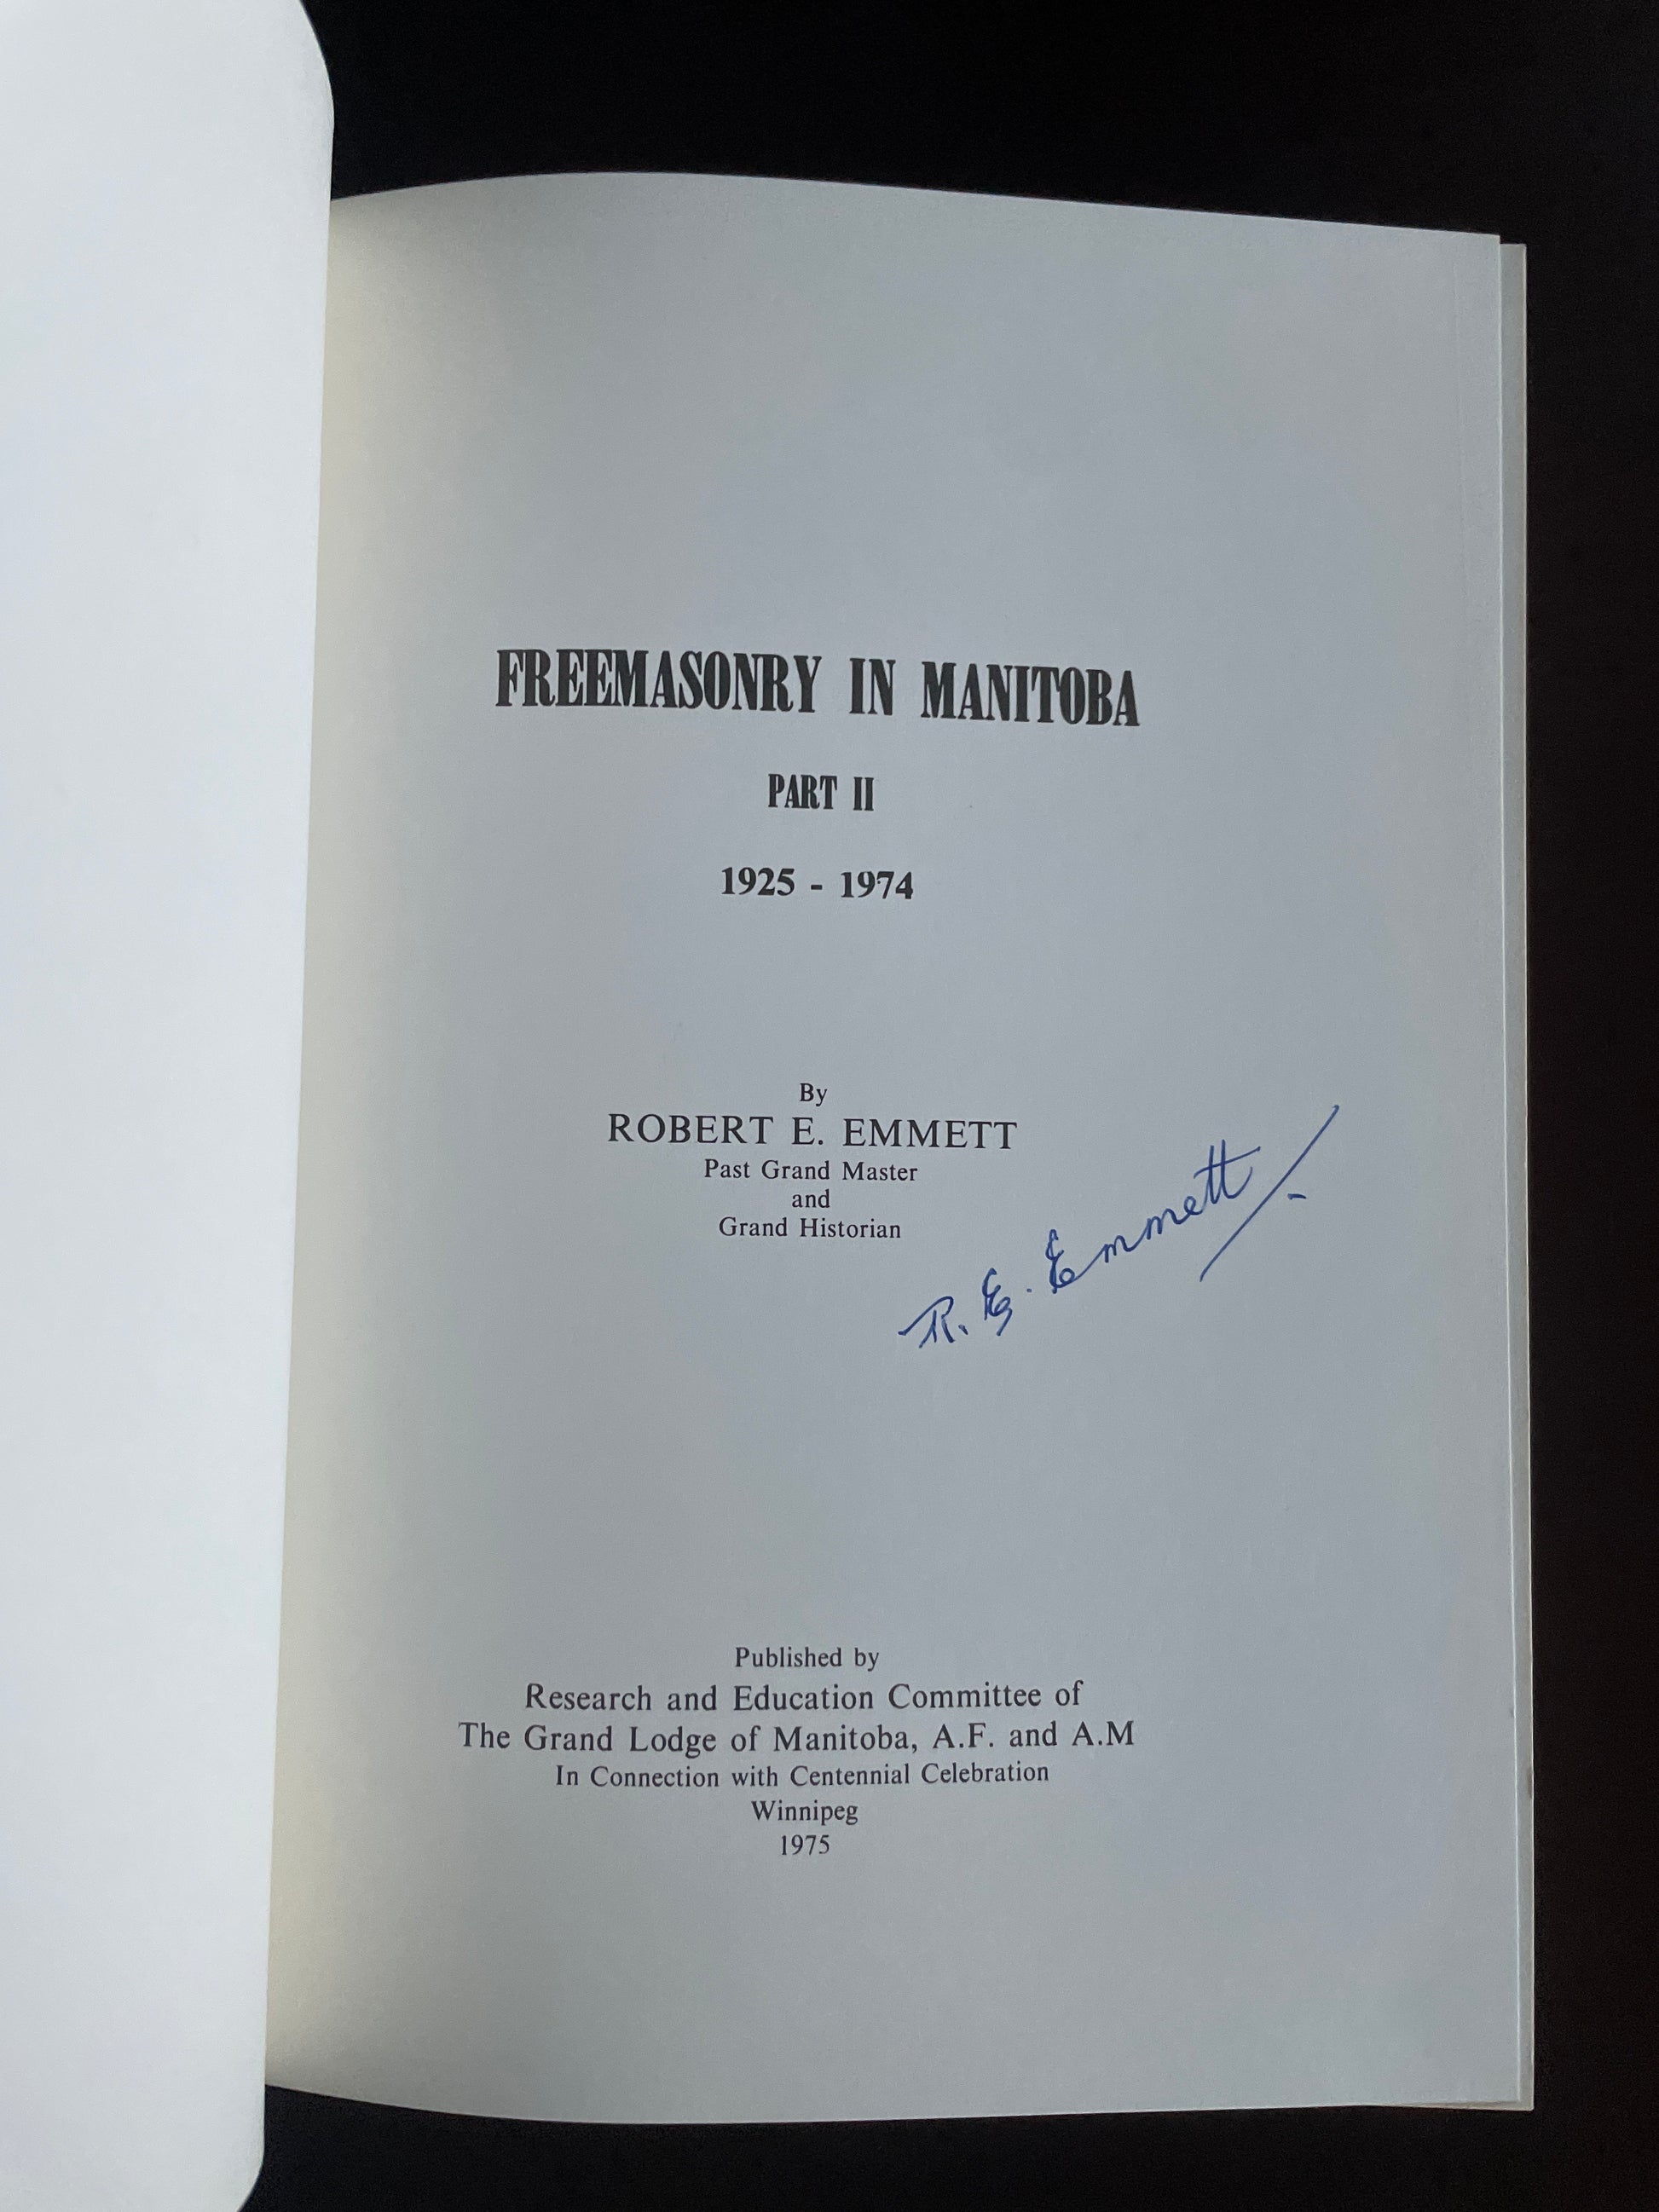 FREEMASONRY IN MANITOBA
PART II
1925 - 1974
By
ROBERT E. EMMETT
Past Grand Master
and
Grand Historian
R. E. Emmett
Published by
Research and Education Committee of
The Grand Lodge of Manitoba, A.F. and A.M
In Connection with Centennial Celebration
Winnipeg
1975